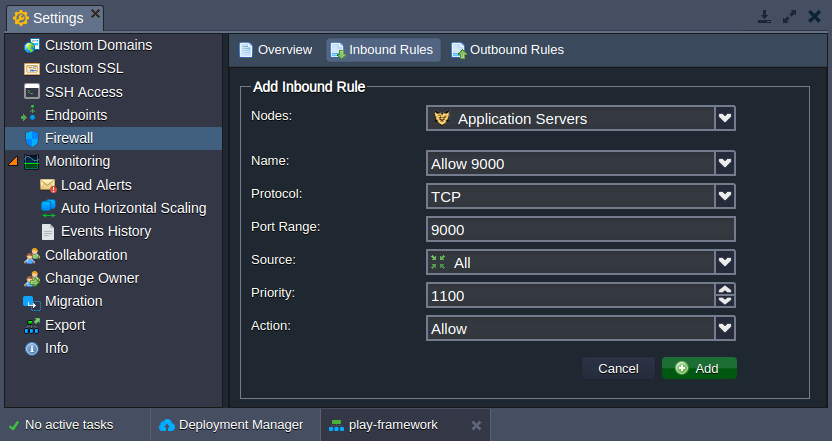 Settings
Custom Domains
Custom SSL
SSH Access
Endpoints
Firewall
Monitoring
Load Alerts
Auto Horizontal Scaling
Events History
Collaboration
Change Owner
Migration
Export
Info
Overview
Inbound Rules
Outbound Rules
Add Inbound Rule
Nodes: Application Servers
Name: Allow 9000
Protocol: TCP
Port Range: 9000
Source: All
Priority: 1100
Action: Allow
Cancel Add
No active tasks
Deployment Manager
play-framework